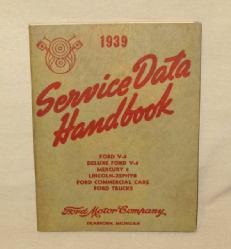 1939
Service Data
Handbook
FORD V-8
DELUXE FORD V-8
MERCURY 8
LINCOLN-ZEPHYR
FORD COMMERCIAL CARS
FORD TRUCKS
Ford Motor Company
DEARBORN, MICHIGAN